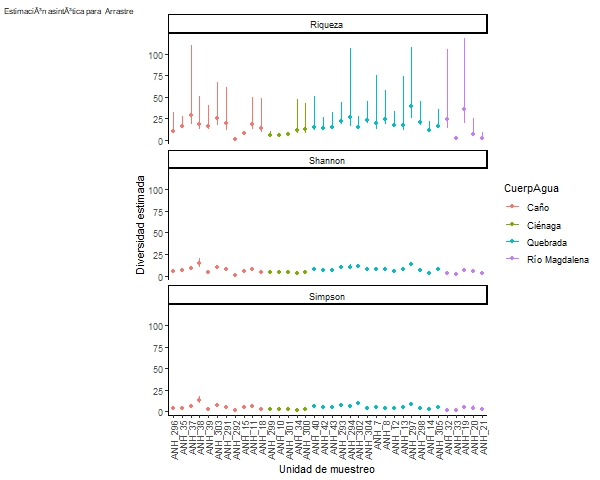 EstimaciÃ³n asintÃ³tica para Arrastre
Riqueza
100
75
50
25
0
Shannon
100
75
50
25
0
Simpson
100
75
50
25
0
Diversidad estimada
ANH_296
ANH_35
ANH_37
ANH_38
ANH_39
ANH_303
ANH_291
ANH_292
ANH_15
ANH_11
ANH_18
ANH_299
ANH_10
ANH_301
ANH_34
ANH_300
ANH_40
ANH_42
ANH_43
ANH_293
ANH_294
ANH_302
ANH_304
ANH_7
ANH_8
ANH_12
ANH_13
ANH_297
ANH_298
ANH_14
ANH_305
ANH_32
ANH_33
ANH_19
ANH_20
ANH_21
Unidad de muestreo
CuerpAgua
Caño
Ciénaga
Quebrada
Río Magdalena